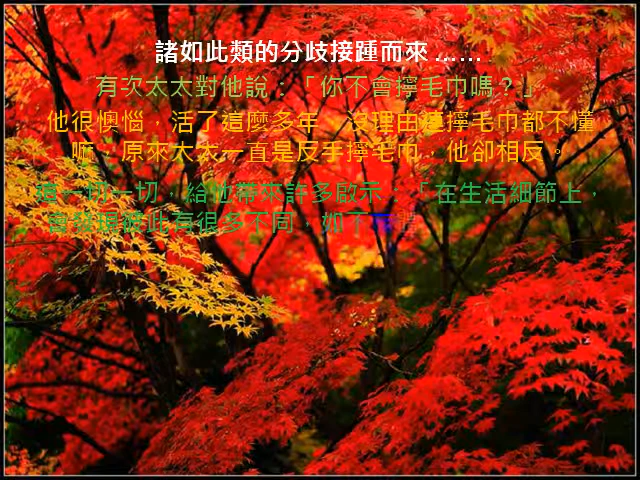 諸如此類的分歧接踵而來……
有次太太對他說：「你不會擰毛巾嗎？」
他很懊惱，活了這麼多年，沒理由連擰毛巾都不懂
嘛，原來太太一直是反手擰毛巾，他卻相反。
這一切一切，給他帶來許多啟示：「在生活細節上，
會發現彼此有很多不同，如不